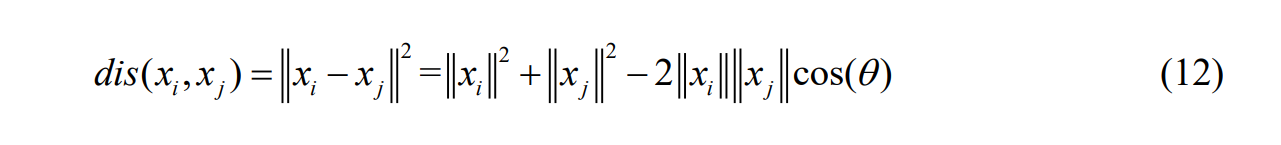 dis(x_i, x_j) = ‖x_i − x_j‖² = ‖x_i‖² + ‖x_j‖² − 2‖x_i‖‖x_j‖cos(θ) (12)